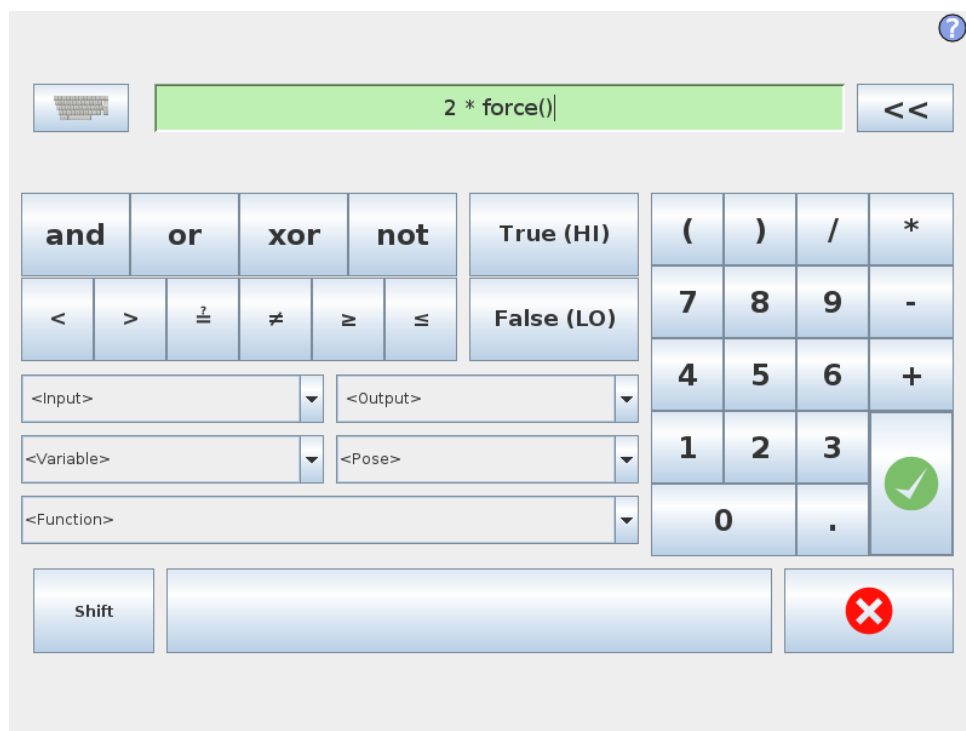 ?
2 * force()
<<
and or xor not True (HI) ( ) / *
< > ≟ ≠ ≥ ≤ False (LO) 7 8 9 -
<Input> <Output> 4 5 6 +
<Variable> <Pose> 1 2 3
<Function> 0 .
Shift